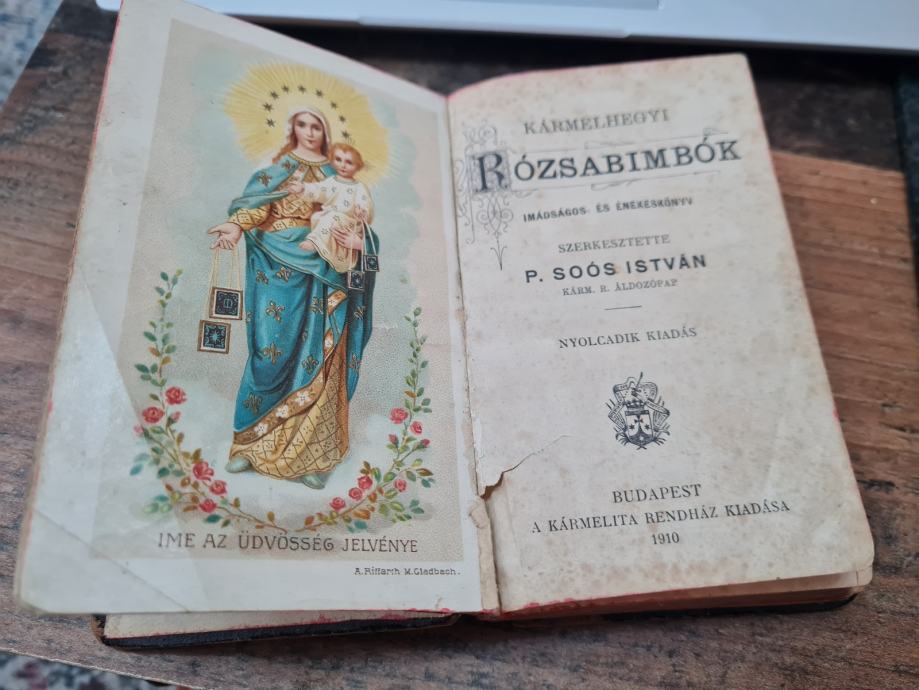 IME AZ ÜDVÖSSÉG JELVÉNYE
A. Riffarth M. Gladbach.
KÁRMELHEGYI
RÓZSABIMBÓK
IMÁDSÁGOS- ÉS ÉNEKESKÖNYV
SZERKESZTETTE
P. SOÓS ISTVÁN
KÁRM. R. ÁLDOZÓPAP
NYOLCADIK KIADÁS
BUDAPEST
A KÁRMELITA RENDHÁZ KIADÁSA
1910